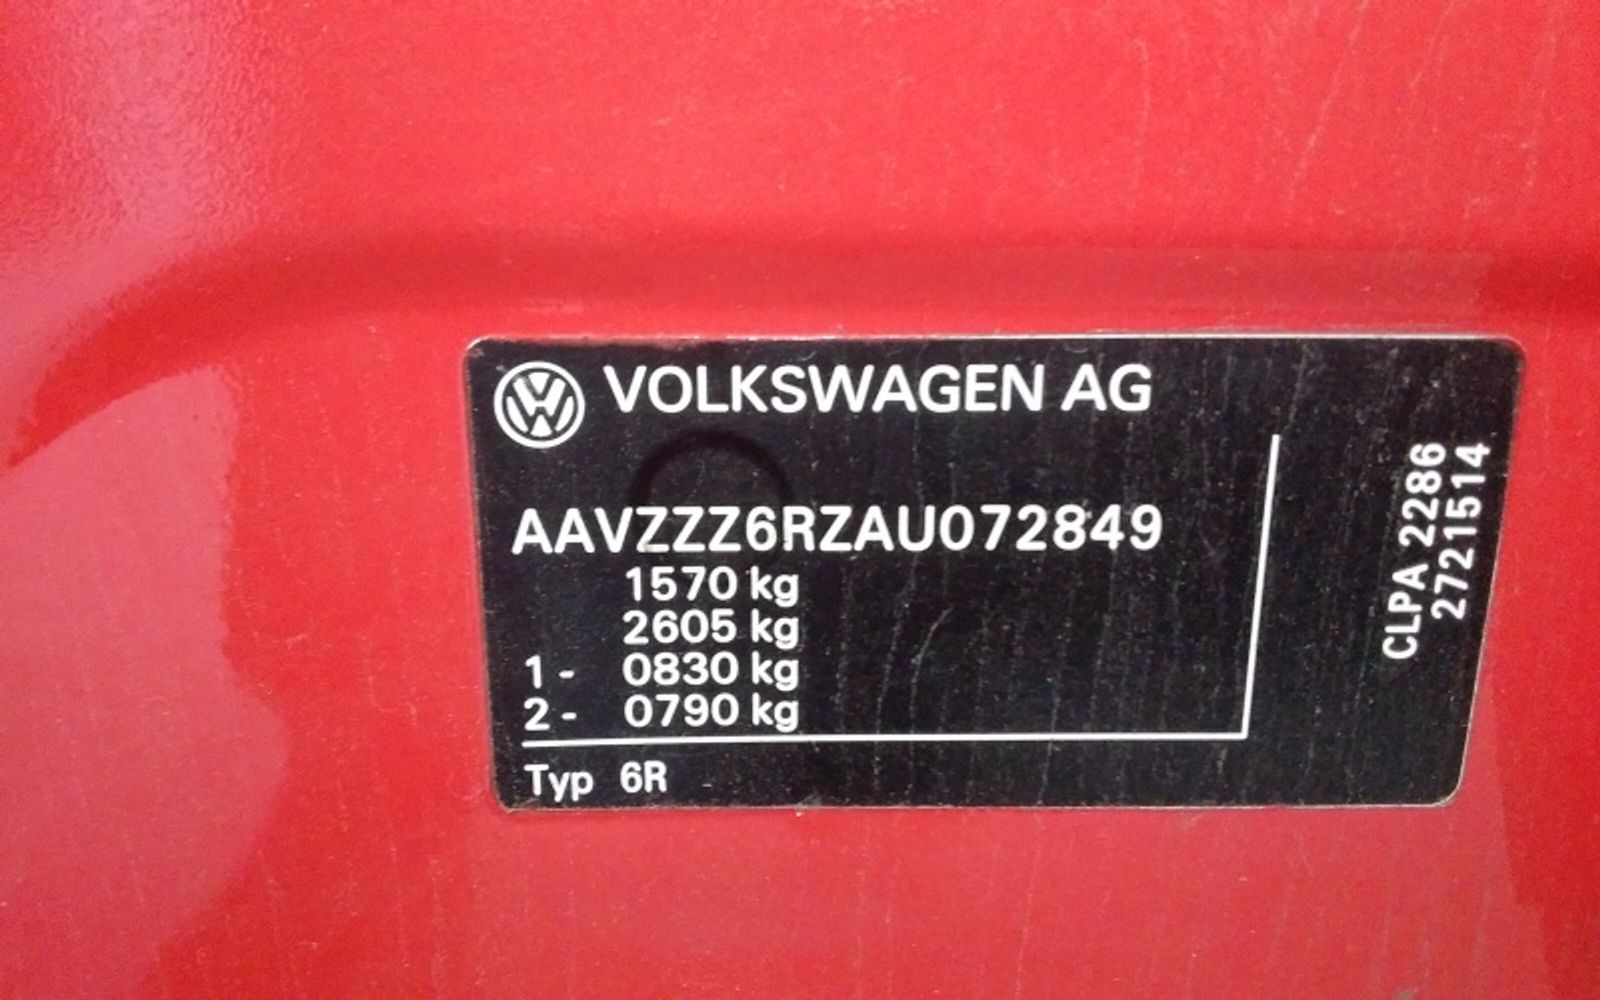 VOLKSWAGEN AG
AAVZZZ6RZAU072849
1570 kg
2605 kg
1- 0830 kg
2- 0790 kg
Typ 6R
CLPA 2286
2721514